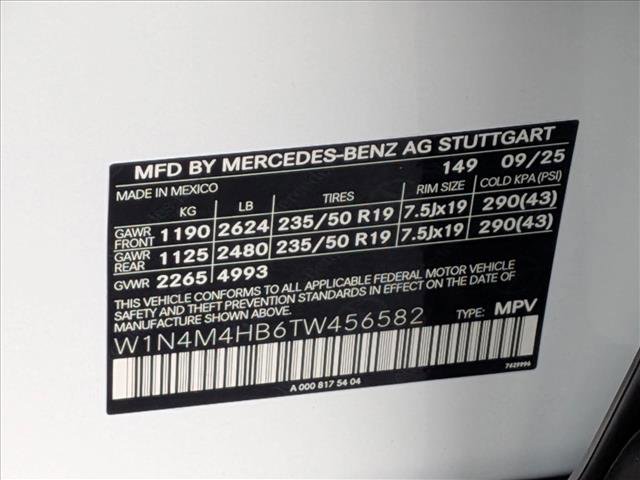 MFD BY MERCEDES-BENZ AG STUTTGART
149 09/25
MADE IN MEXICO
KG LB TIRES RIM SIZE COLD KPA (PSI)
GAWR FRONT 1190 2624 235/50 R19 7.5Jx19 290(43)
GAWR REAR 1125 2480 235/50 R19 7.5Jx19 290(43)
GVWR 2265 4993
THIS VEHICLE CONFORMS TO ALL APPLICABLE FEDERAL MOTOR VEHICLE
SAFETY AND THEFT PREVENTION STANDARDS IN EFFECT ON THE DATE OF
MANUFACTURE SHOWN ABOVE.
W1N4M4HB6TW456582 TYPE: MPV
A 000 817 54 04
7629996